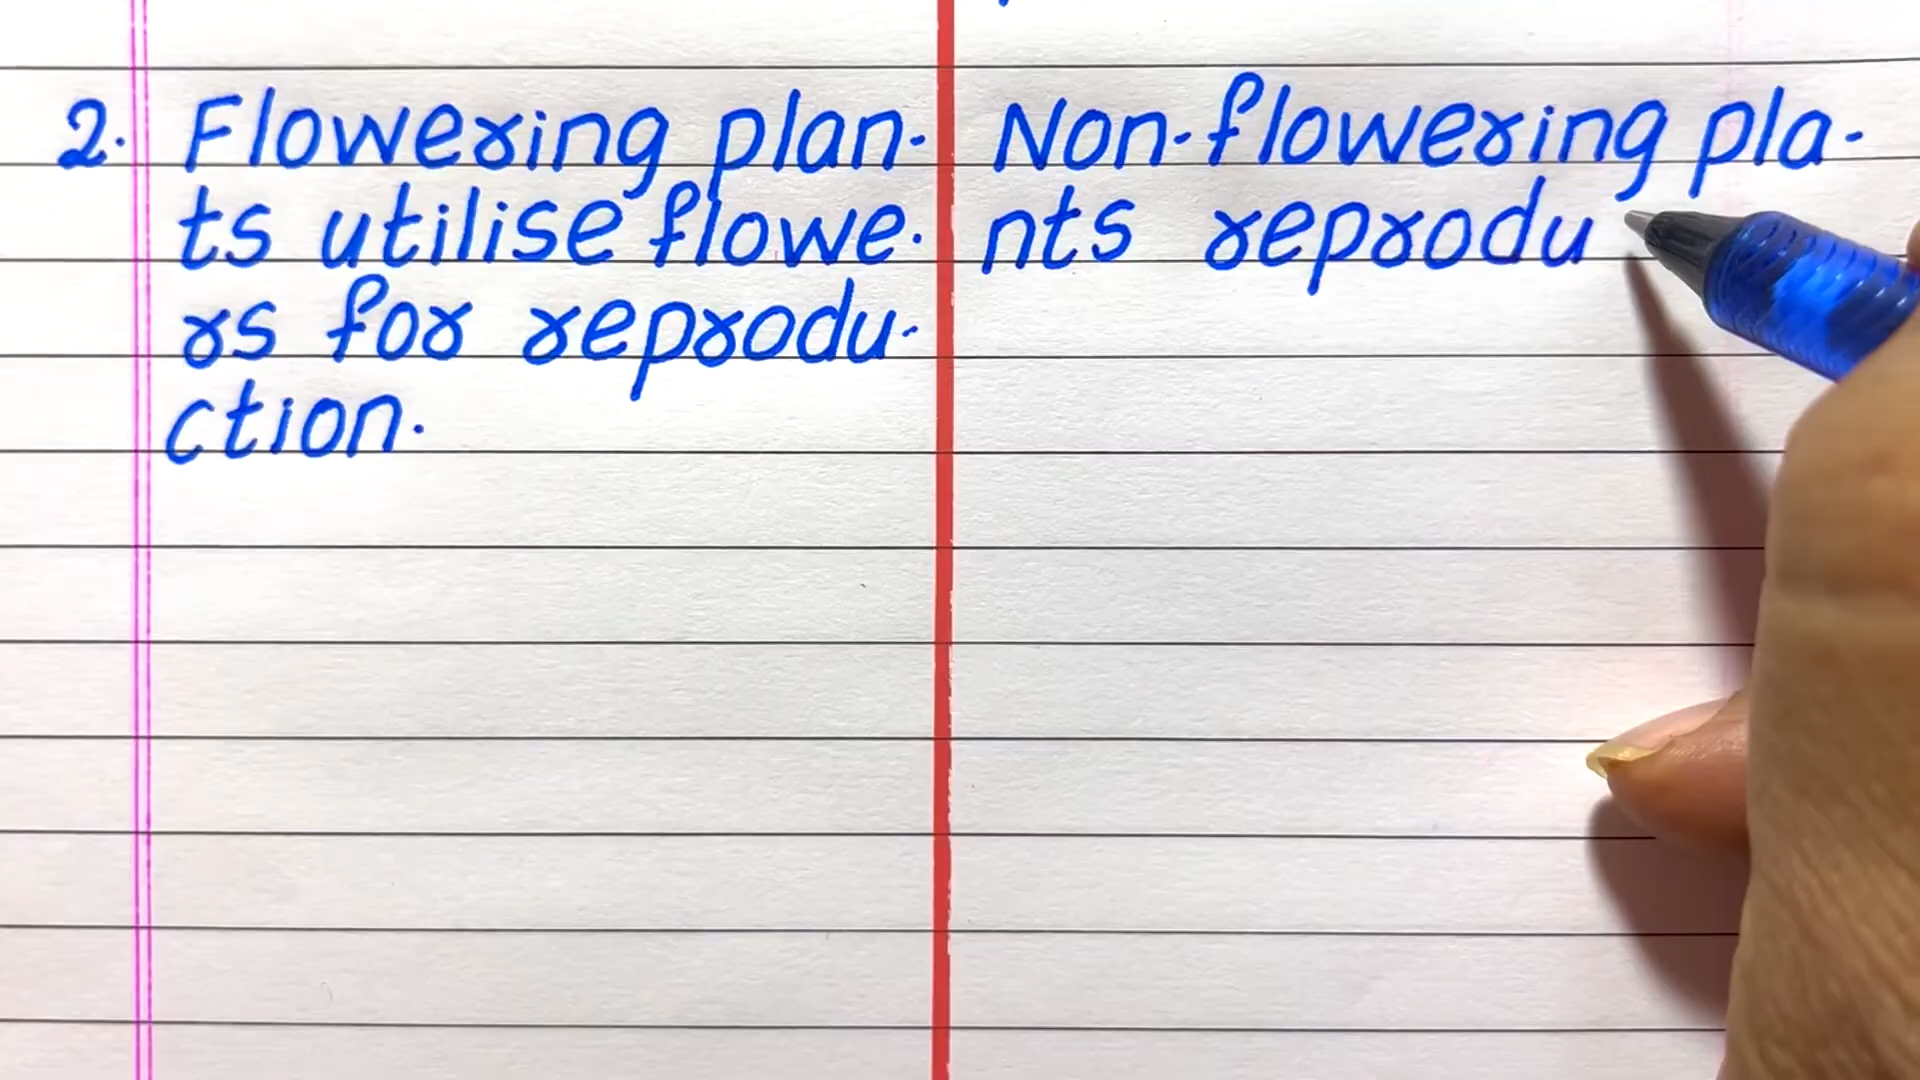 2. Flowering plan-
ts utilise flowe-
rs for reprodu-
ction.
Non-flowering pla-
nts reprodu